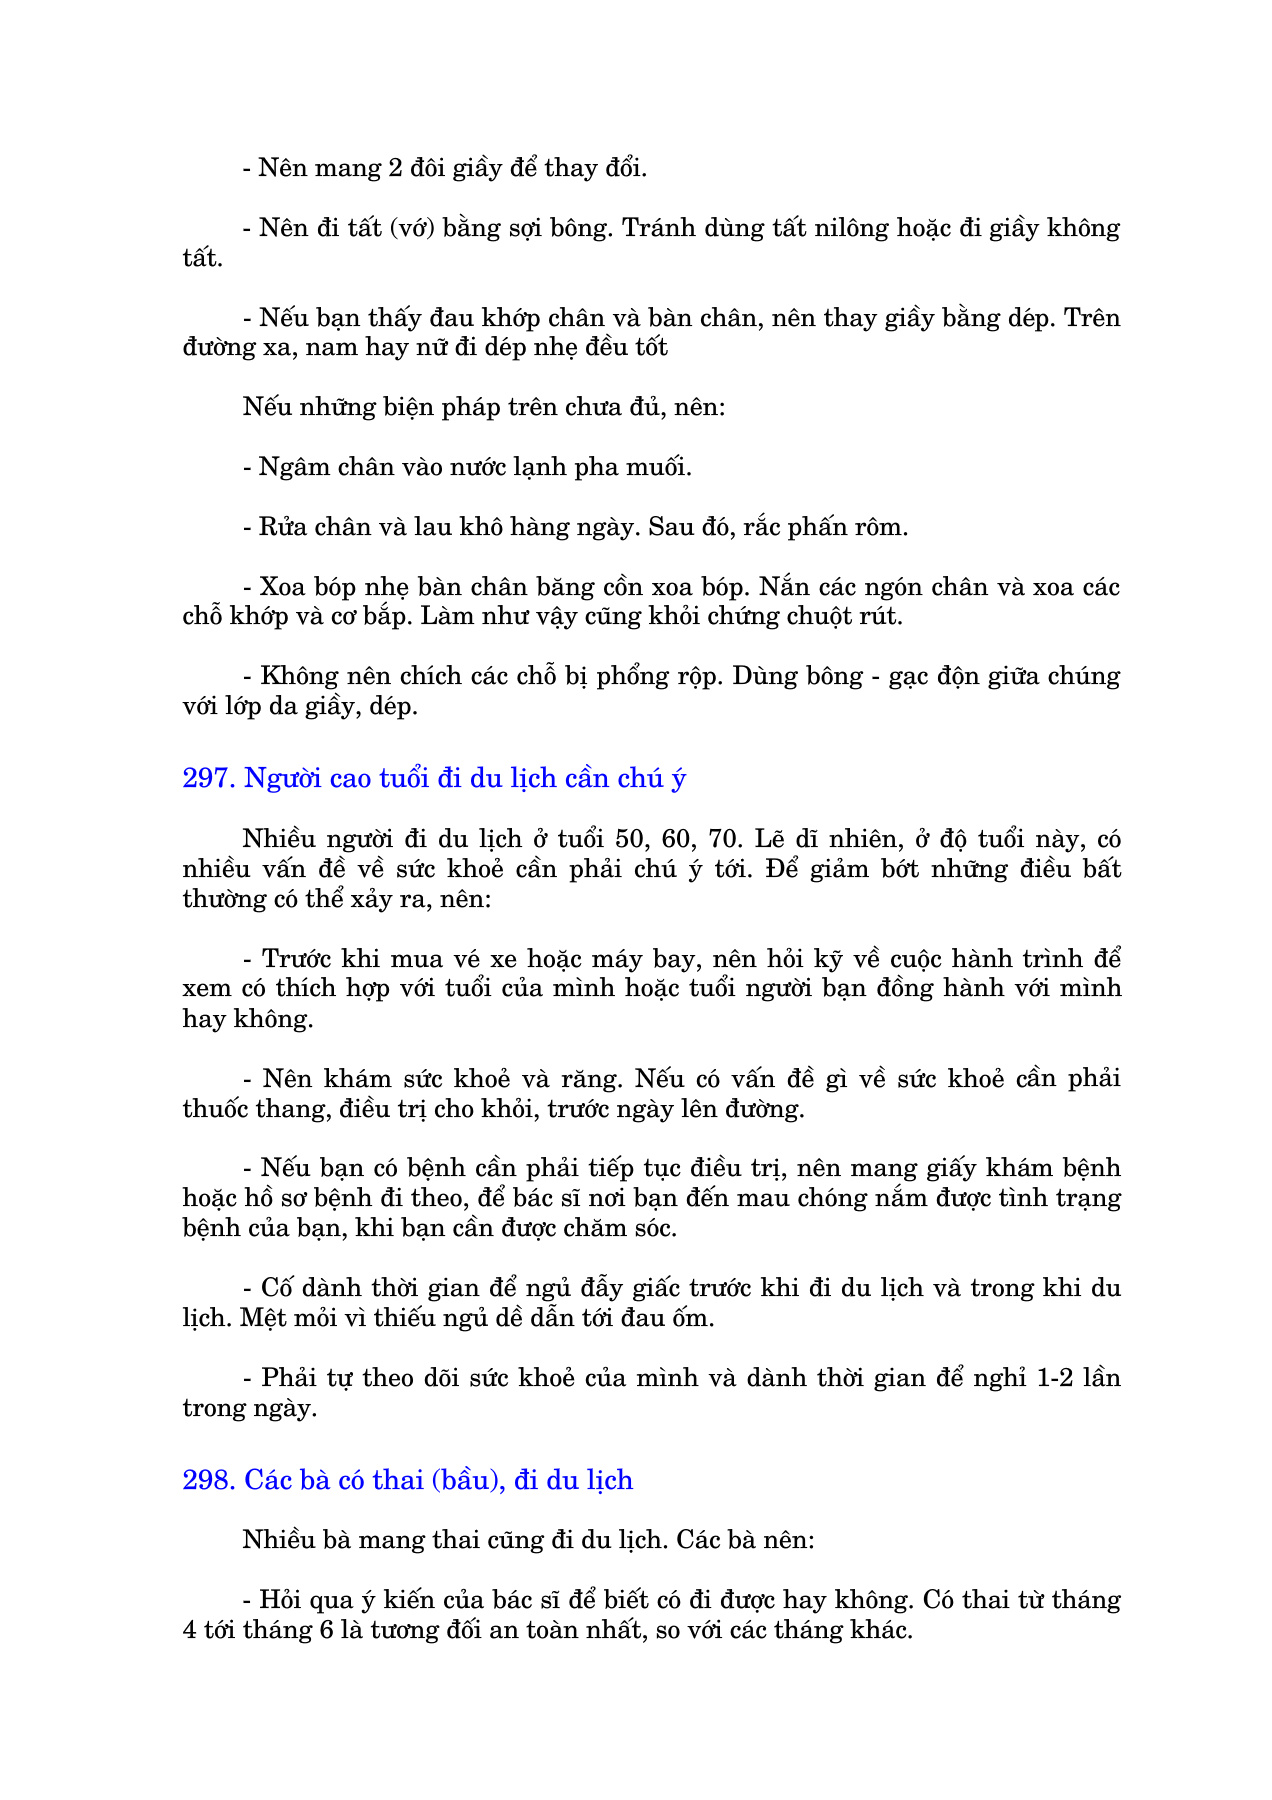 - Nên mang 2 đôi giầy để thay đổi.
- Nên đi tất (vớ) bằng sợi bông. Tránh dùng tất nilông hoặc đi giầy không
tất.
- Nếu bạn thấy đau khớp chân và bàn chân, nên thay giầy bằng dép. Trên
đường xa, nam hay nữ đi dép nhẹ đều tốt
Nếu những biện pháp trên chưa đủ, nên:
- Ngâm chân vào nước lạnh pha muối.
- Rửa chân và lau khô hàng ngày. Sau đó, rắc phấn rôm.
- Xoa bóp nhẹ bàn chân băng cồn xoa bóp. Nắn các ngón chân và xoa các
chỗ khớp và cơ bắp. Làm như vậy cũng khỏi chứng chuột rút.
- Không nên chích các chỗ bị phổng rộp. Dùng bông - gạc độn giữa chúng
với lớp da giầy, dép.
297. Người cao tuổi đi du lịch cần chú ý
Nhiều người đi du lịch ở tuổi 50, 60, 70. Lẽ dĩ nhiên, ở độ tuổi này, có
nhiều vấn đề về sức khoẻ cần phải chú ý tới. Để giảm bớt những điều bất
thường có thể xảy ra, nên:
- Trước khi mua vé xe hoặc máy bay, nên hỏi kỹ về cuộc hành trình để
xem có thích hợp với tuổi của mình hoặc tuổi người bạn đồng hành với mình
hay không.
- Nên khám sức khoẻ và răng. Nếu có vấn đề gì về sức khoẻ cần phải
thuốc thang, điều trị cho khỏi, trước ngày lên đường.
- Nếu bạn có bệnh cần phải tiếp tục điều trị, nên mang giấy khám bệnh
hoặc hồ sơ bệnh đi theo, để bác sĩ nơi bạn đến mau chóng nắm được tình trạng
bệnh của bạn, khi bạn cần được chăm sóc.
- Cố dành thời gian để ngủ đẫy giấc trước khi đi du lịch và trong khi du
lịch. Mệt mỏi vì thiếu ngủ dề dẫn tới đau ốm.
- Phải tự theo dõi sức khoẻ của mình và dành thời gian để nghỉ 1-2 lần
trong ngày.
298. Các bà có thai (bầu), đi du lịch
Nhiều bà mang thai cũng đi du lịch. Các bà nên:
- Hỏi qua ý kiến của bác sĩ để biết có đi được hay không. Có thai từ tháng
4 tới tháng 6 là tương đối an toàn nhất, so với các tháng khác.